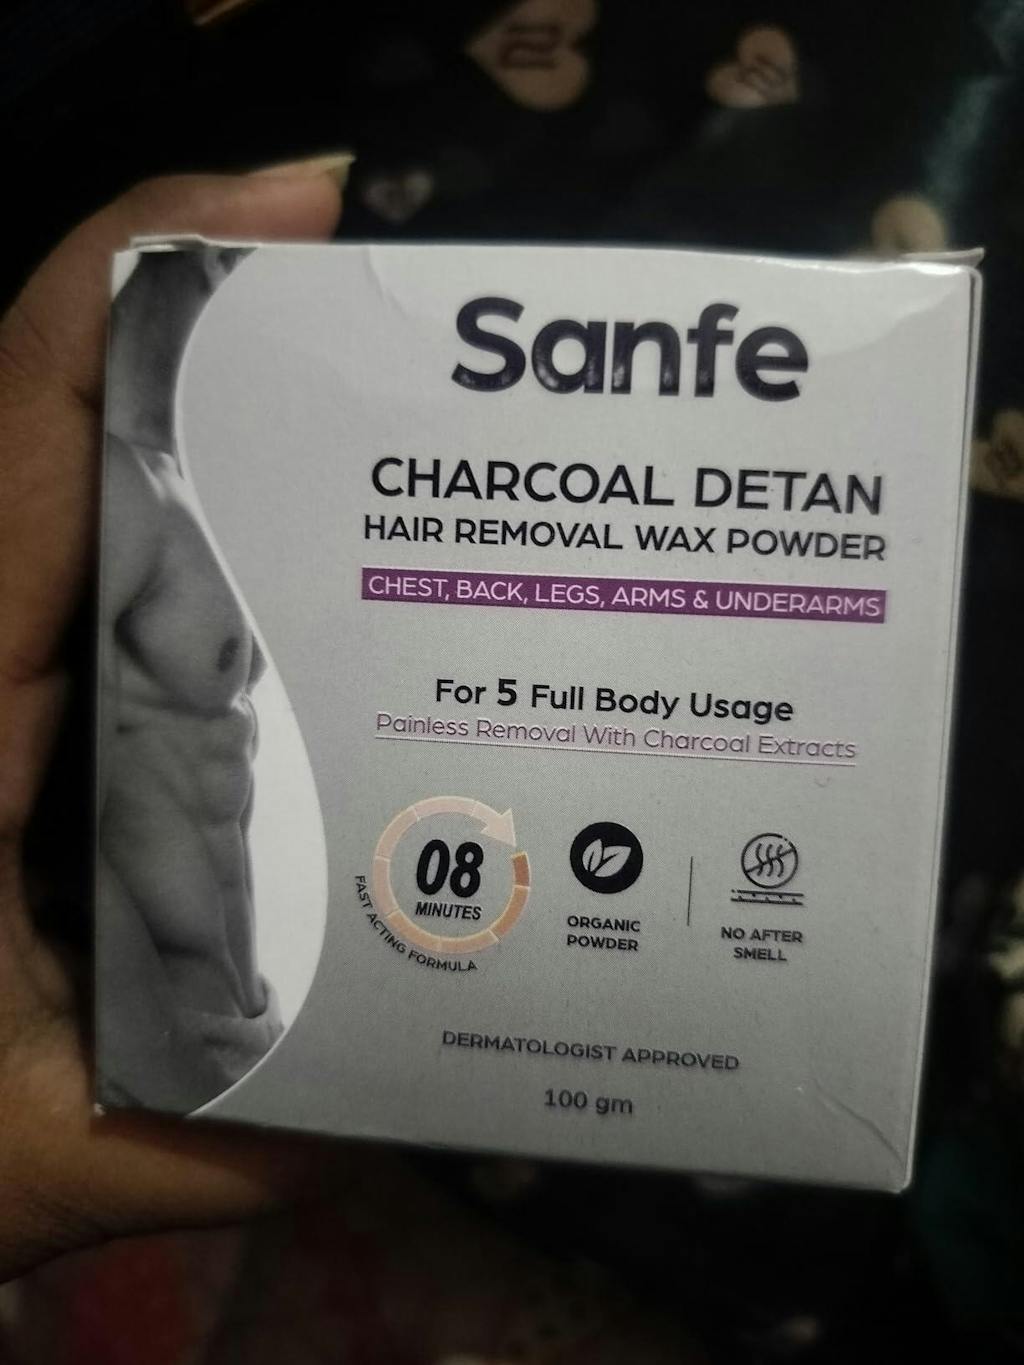 Sanfe
CHARCOAL DETAN
HAIR REMOVAL WAX POWDER
CHEST, BACK, LEGS, ARMS & UNDERARMS
For 5 Full Body Usage
Painless Removal With Charcoal Extracts
08
MINUTES
FAST ACTING FORMULA
ORGANIC
POWDER
NO AFTER
SMELL
DERMATOLOGIST APPROVED
100 gm